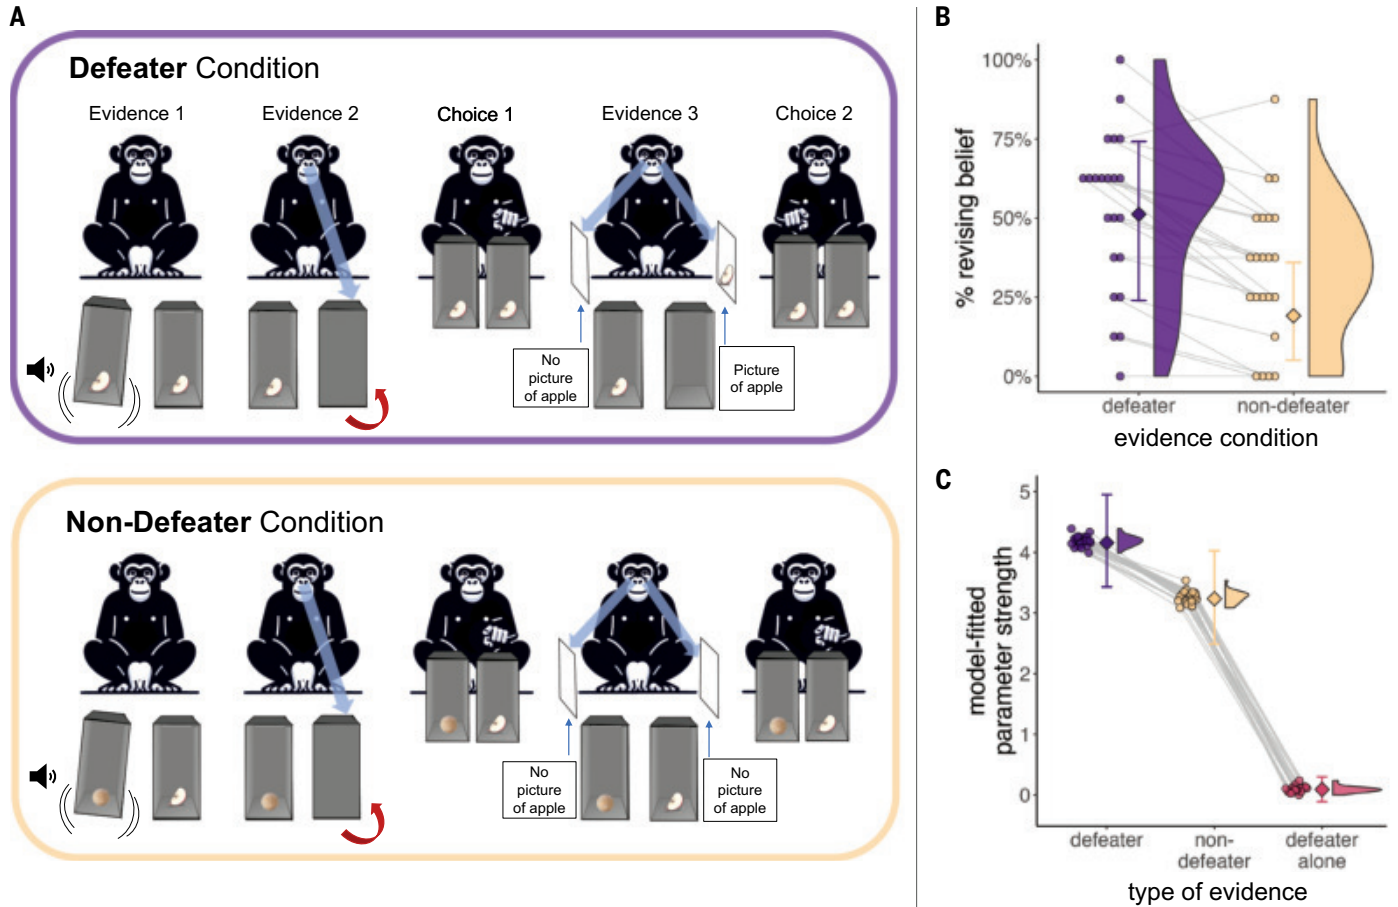 A
Defeater Condition
Evidence 1
Evidence 2
Choice 1
Evidence 3
Choice 2
No
picture
of apple
Picture
of apple
Non-Defeater Condition
No
picture
of apple
No
picture
of apple
B
% revising belief
100%
75%
50%
25%
0%
defeater
non-defeater
evidence condition
C
model-fitted
parameter strength
5
4
3
2
1
0
defeater
non-
defeater
defeater
alone
type of evidence